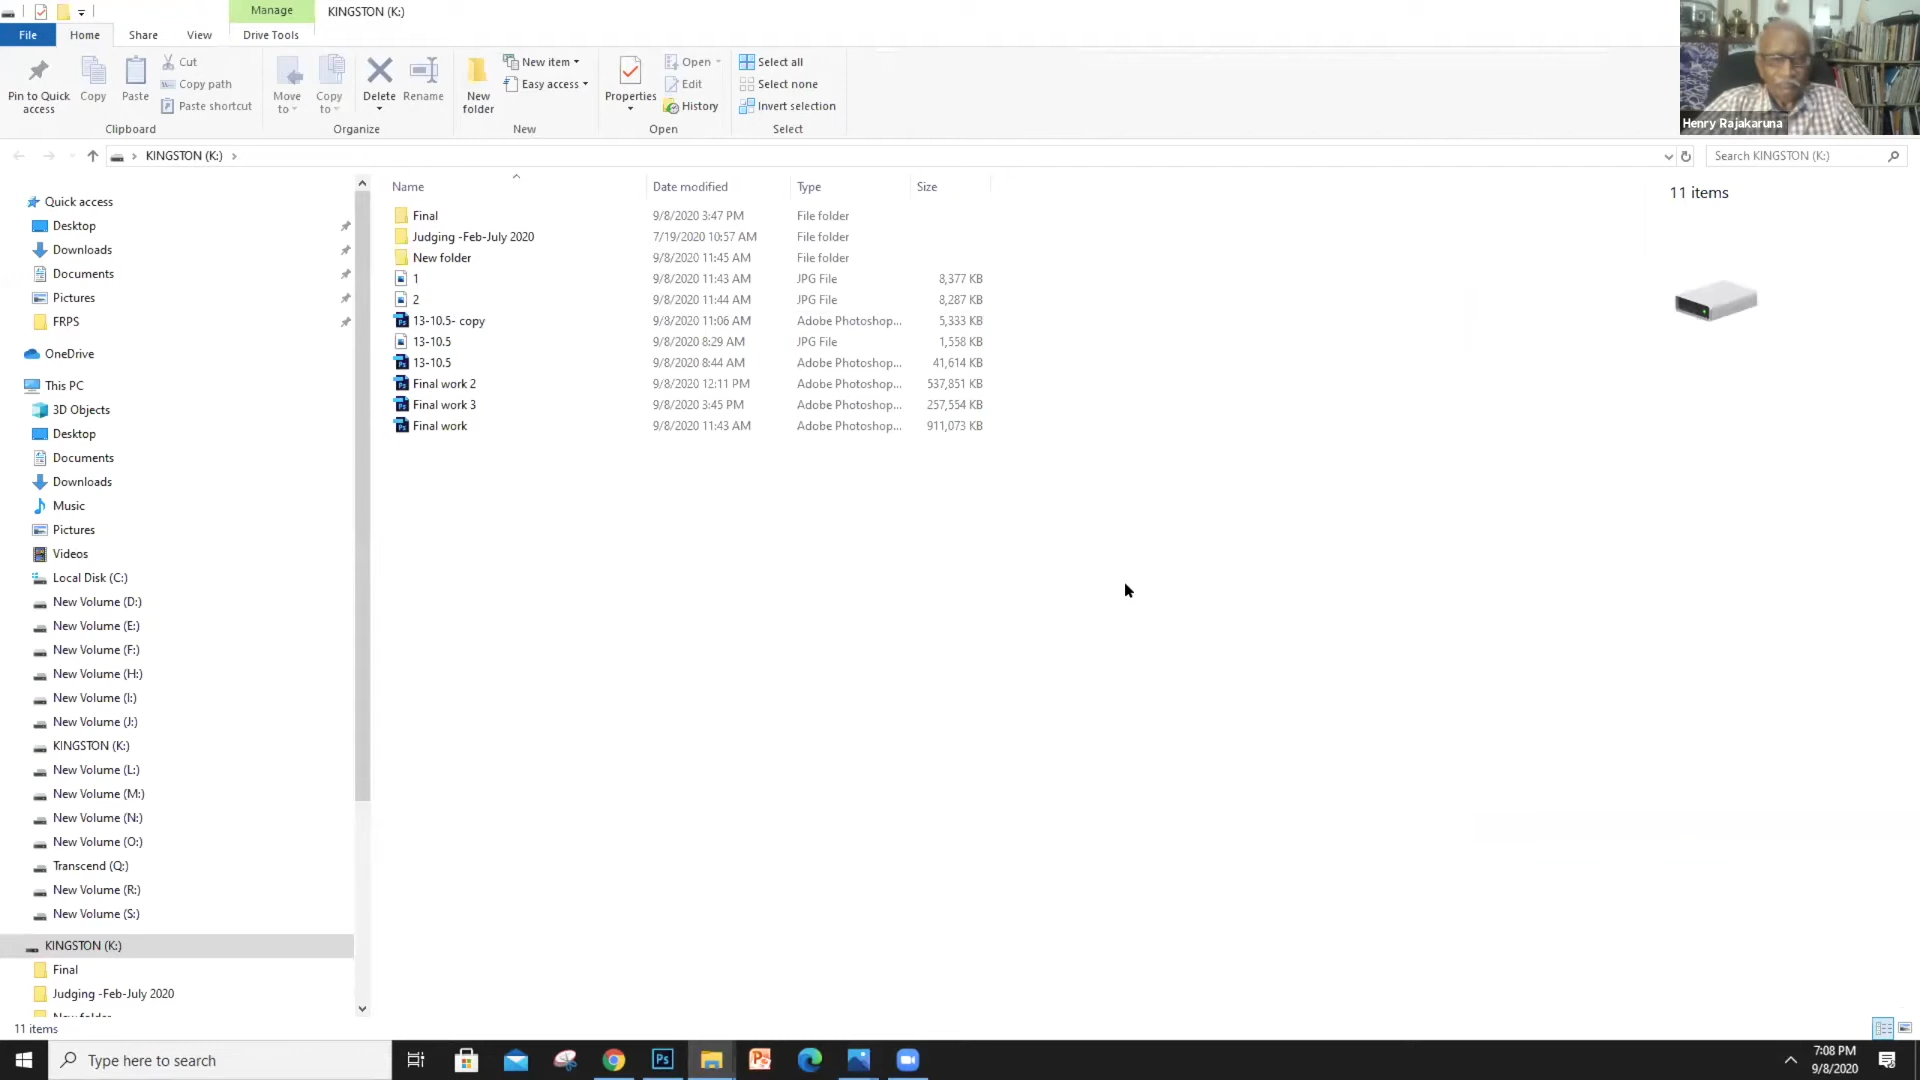 Manage KINGSTON (K:)
File Home Share View Drive Tools
Pin to Quick access
Copy
Paste
Cut
Copy path
Paste shortcut
Clipboard
Move to
Copy to
Delete
Rename
Organize
New folder
New item
Easy access
New
Properties
Open
Edit
History
Open
Select all
Select none
Invert selection
Select
Henry Rajakaruna
KINGSTON (K:)
Search KINGSTON (K:)
Quick access
Desktop
Downloads
Documents
Pictures
FRPS
OneDrive
This PC
3D Objects
Desktop
Documents
Downloads
Music
Pictures
Videos
Local Disk (C:)
New Volume (D:)
New Volume (E:)
New Volume (F:)
New Volume (H:)
New Volume (I:)
New Volume (J:)
KINGSTON (K:)
New Volume (L:)
New Volume (M:)
New Volume (N:)
New Volume (O:)
Transcend (Q:)
New Volume (R:)
New Volume (S:)
KINGSTON (K:)
Final
Judging -Feb-July 2020
New folder
Name Date modified Type Size
Final 9/8/2020 3:47 PM File folder
Judging -Feb-July 2020 7/19/2020 10:57 AM File folder
New folder 9/8/2020 11:45 AM File folder
1 9/8/2020 11:43 AM JPG File 8,377 KB
2 9/8/2020 11:44 AM JPG File 8,287 KB
13-10.5- copy 9/8/2020 11:06 AM Adobe Photoshop... 5,333 KB
13-10.5 9/8/2020 8:29 AM JPG File 1,558 KB
13-10.5 9/8/2020 8:44 AM Adobe Photoshop... 41,614 KB
Final work 2 9/8/2020 12:11 PM Adobe Photoshop... 537,851 KB
Final work 3 9/8/2020 3:45 PM Adobe Photoshop... 257,554 KB
Final work 9/8/2020 11:43 AM Adobe Photoshop... 911,073 KB
11 items
11 items
Type here to search
Ps
7:08 PM
9/8/2020